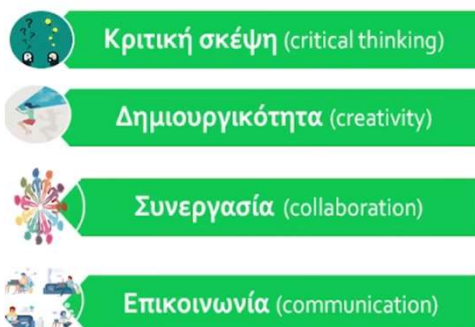 Κριτική σκέψη (critical thinking)
Δημιουργικότητα (creativity)
Συνεργασία (collaboration)
Επικοινωνία (communication)